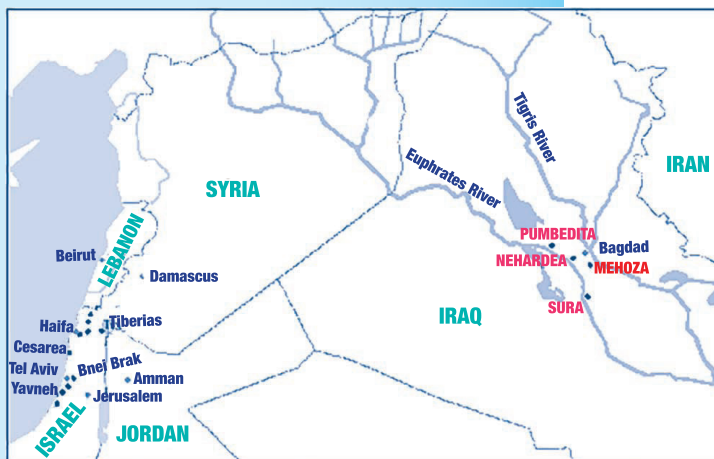 Tigris River
Euphrates River
IRAN
SYRIA
LEBANON
PUMBEDITA
Beirut
Bagdad
NEHARDEA
MEHOZA
Damascus
SURA
IRAQ
Tiberias
Haifa
Cesarea
Bnei Brak
Tel Aviv
Amman
Yavneh
Jerusalem
ISRAEL
JORDAN